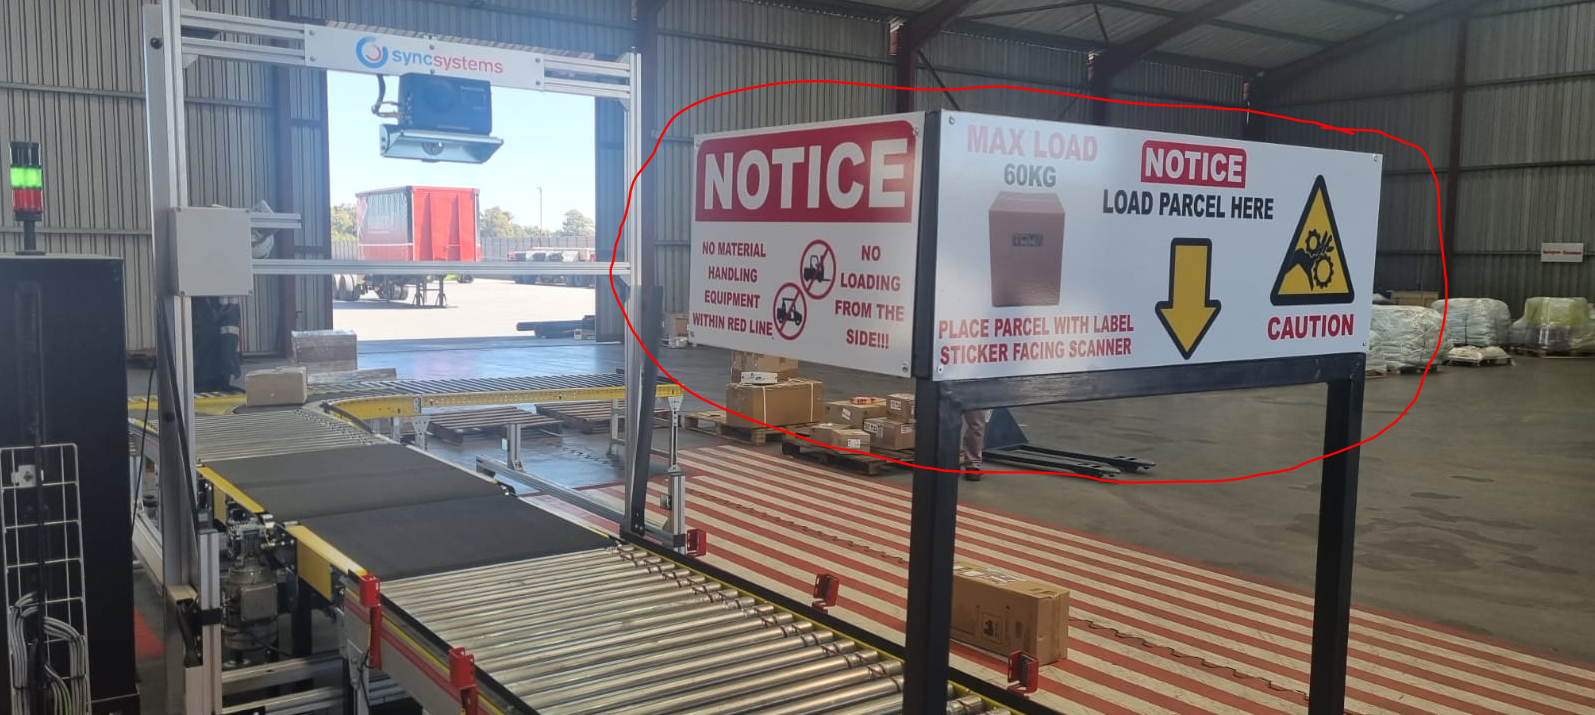 syncsystems
NOTICE
NO MATERIAL
HANDLING
EQUIPMENT
WITHIN RED LINE
NO
LOADING
FROM THE
SIDE!!!
MAX LOAD
60KG
PLACE PARCEL WITH LABEL
STICKER FACING SCANNER
NOTICE
LOAD PARCEL HERE
CAUTION